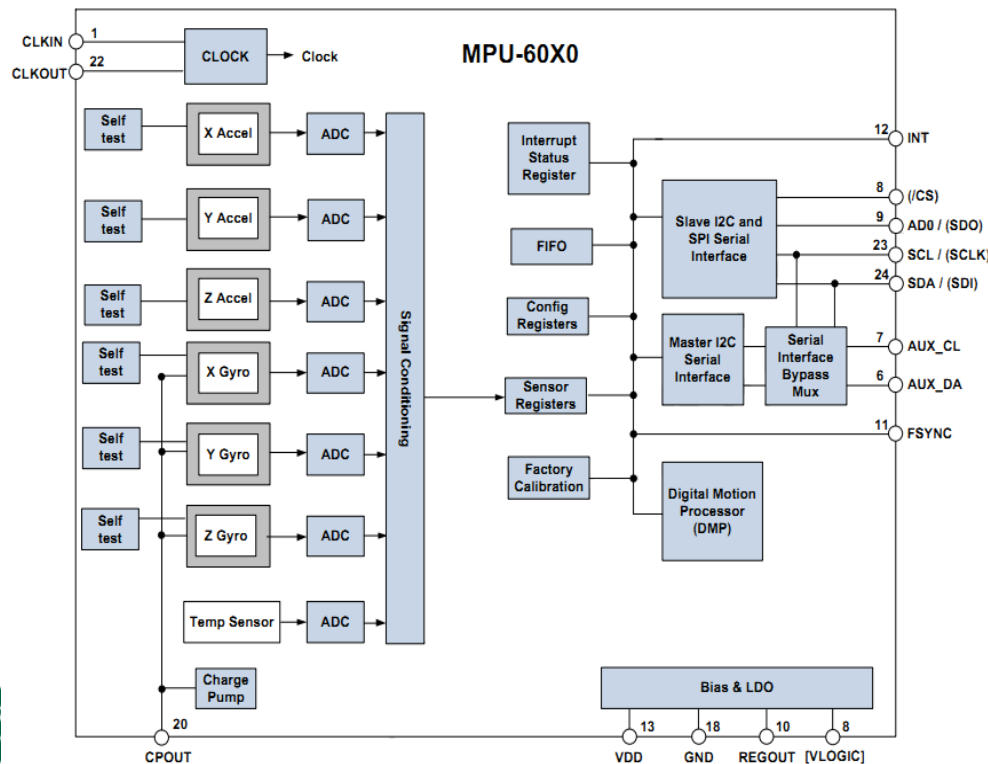 MPU-60X0
CLKIN
1
CLKOUT
22
CLOCK
Clock
Self
test
X Accel
ADC
Self
test
Y Accel
ADC
Self
test
Z Accel
ADC
Self
test
X Gyro
ADC
Self
test
Y Gyro
ADC
Self
test
Z Gyro
ADC
Temp Sensor
ADC
Charge
Pump
20
CPOUT
Signal Conditioning
Interrupt
Status
Register
FIFO
Config
Registers
Sensor
Registers
Factory
Calibration
Slave I2C and
SPI Serial
Interface
Master I2C
Serial
Interface
Serial
Interface
Bypass
Mux
Digital Motion
Processor
(DMP)
12
INT
8
(/CS)
9
AD0 / (SDO)
23
SCL / (SCLK)
24
SDA / (SDI)
7
AUX_CL
6
AUX_DA
11
FSYNC
Bias & LDO
13
VDD
18
GND
10
REGOUT
8
[VLOGIC]